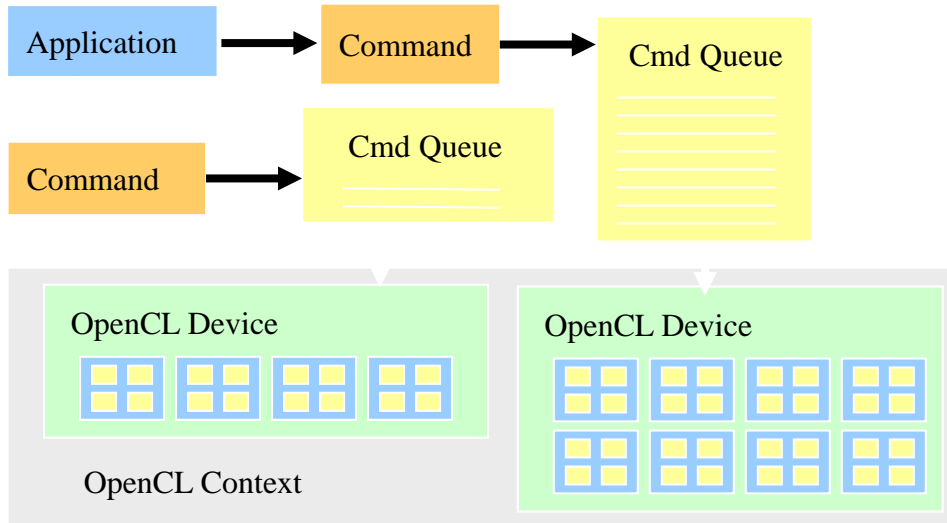 Application
Command
Cmd Queue
Command
Cmd Queue
OpenCL Device
OpenCL Device
OpenCL Context